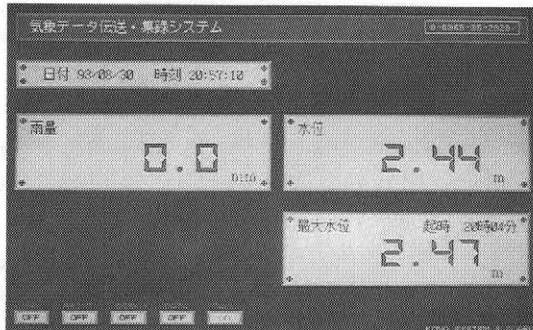 気象データ伝送・集録システム
日付 93/08/30 時刻 20:57:10
雨量
0.0
mm
水位
2.44
m
最大水位 起時 20時04分
2.47
m
OFF OFF OFF OFF